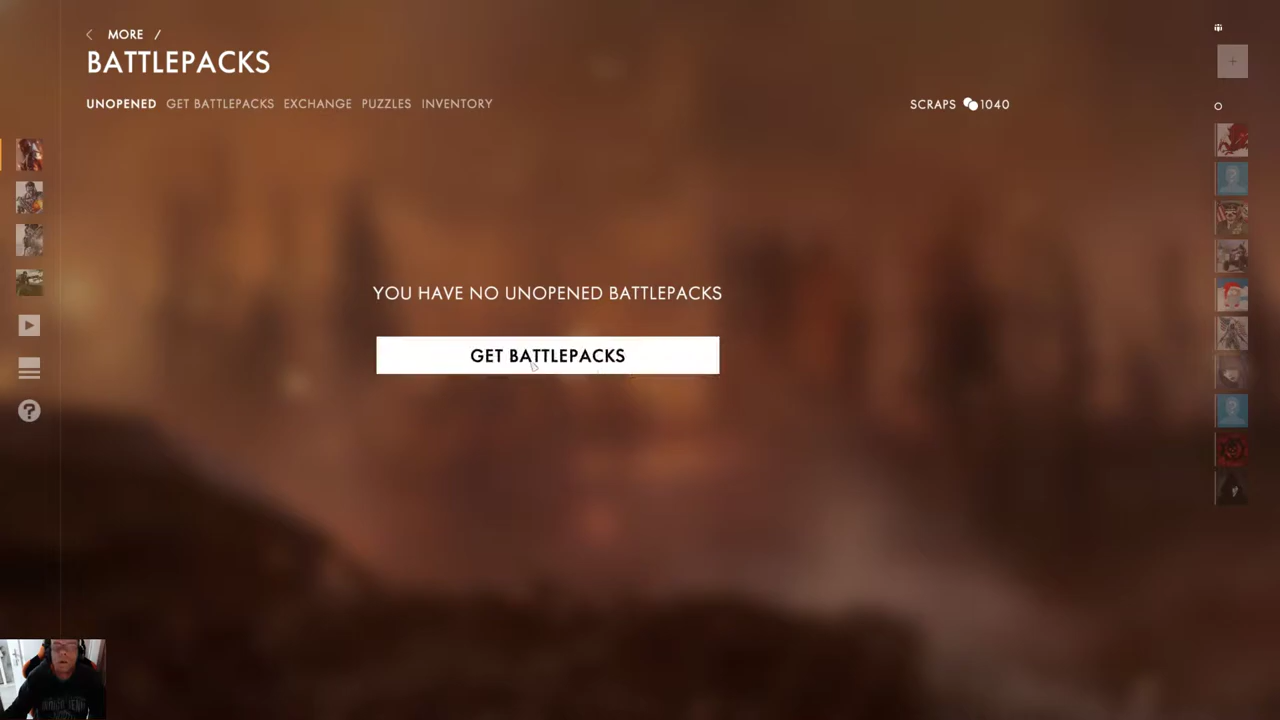 MORE /
BATTLEPACKS
UNOPENED GET BATTLEPACKS EXCHANGE PUZZLES INVENTORY
SCRAPS 1040
YOU HAVE NO UNOPENED BATTLEPACKS
GET BATTLEPACKS